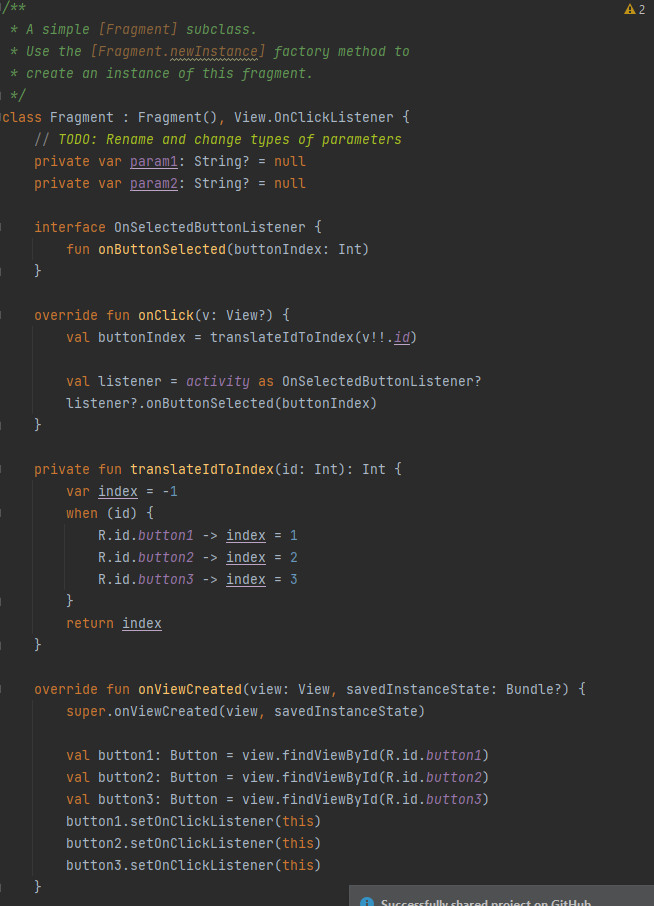 /**
 * A simple [Fragment] subclass.
 * Use the [Fragment.newInstance] factory method to
 * create an instance of this fragment.
 */
class Fragment : Fragment(), View.OnClickListener {
    // TODO: Rename and change types of parameters
    private var param1: String? = null
    private var param2: String? = null

    interface OnSelectedButtonListener {
        fun onButtonSelected(buttonIndex: Int)
    }

    override fun onClick(v: View?) {
        val buttonIndex = translateIdToIndex(v!!.id)

        val listener = activity as OnSelectedButtonListener?
        listener?.onButtonSelected(buttonIndex)
    }

    private fun translateIdToIndex(id: Int): Int {
        var index = -1
        when (id) {
            R.id.button1 -> index = 1
            R.id.button2 -> index = 2
            R.id.button3 -> index = 3
        }
        return index
    }

    override fun onViewCreated(view: View, savedInstanceState: Bundle?) {
        super.onViewCreated(view, savedInstanceState)

        val button1: Button = view.findViewById(R.id.button1)
        val button2: Button = view.findViewById(R.id.button2)
        val button3: Button = view.findViewById(R.id.button3)
        button1.setOnClickListener(this)
        button2.setOnClickListener(this)
        button3.setOnClickListener(this)
    }
2
Successfully shared project on GitHub